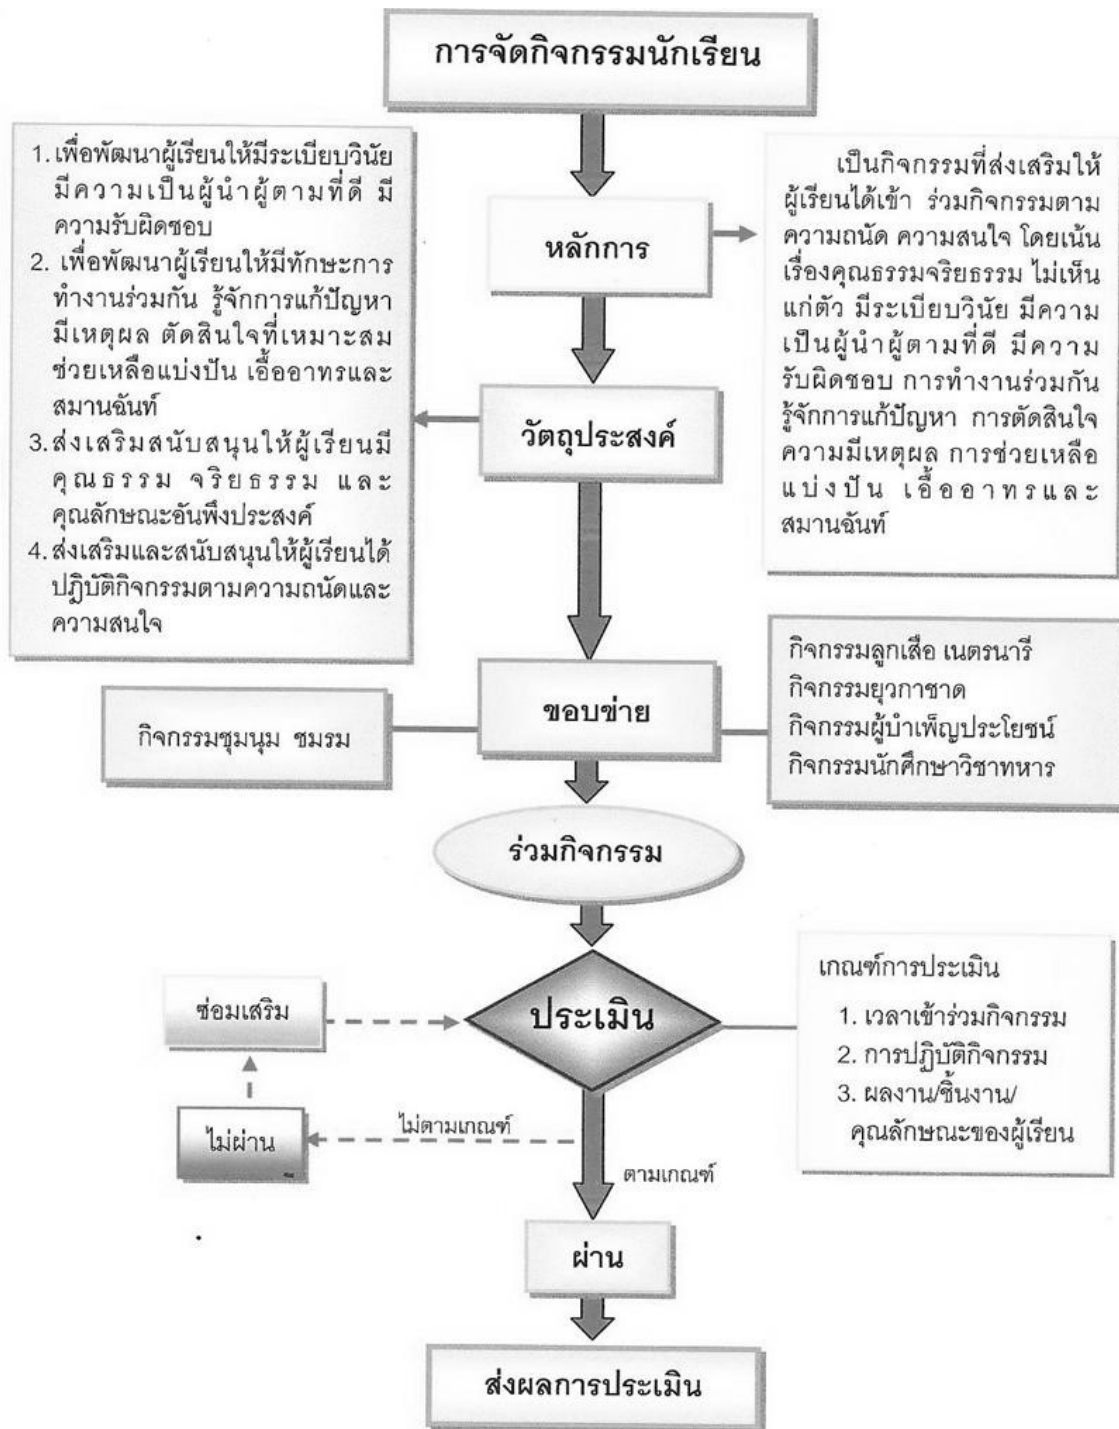 การจัดกิจกรรมนักเรียน
หลักการ
เป็นกิจกรรมที่ส่งเสริมให้
ผู้เรียนได้เข้า ร่วมกิจกรรมตาม
ความถนัด ความสนใจ โดยเน้น
เรื่องคุณธรรมจริยธรรม ไม่เห็น
แก่ตัว มีระเบียบวินัย มีความ
เป็นผู้นำผู้ตามที่ดี มีความ
รับผิดชอบ การทำงานร่วมกัน
รู้จักการแก้ปัญหา การตัดสินใจ
ความมีเหตุผล การช่วยเหลือ
แบ่งปัน เอื้ออาทรและ
สมานฉันท์
วัตถุประสงค์
1. เพื่อพัฒนาผู้เรียนให้มีระเบียบวินัย
มีความเป็นผู้นำผู้ตามที่ดี มี
ความรับผิดชอบ
2. เพื่อพัฒนาผู้เรียนให้มีทักษะการ
ทำงานร่วมกัน รู้จักการแก้ปัญหา
มีเหตุผล ตัดสินใจที่เหมาะสม
ช่วยเหลือแบ่งปัน เอื้ออาทรและ
สมานฉันท์
3. ส่งเสริมสนับสนุนให้ผู้เรียนมี
คุณธรรม จริยธรรม และ
คุณลักษณะอันพึงประสงค์
4. ส่งเสริมและสนับสนุนให้ผู้เรียนได้
ปฏิบัติกิจกรรมตามความถนัดและ
ความสนใจ
ขอบข่าย
กิจกรรมชุมนุม ชมรม
กิจกรรมลูกเสือ เนตรนารี
กิจกรรมยุวกาชาด
กิจกรรมผู้บำเพ็ญประโยชน์
กิจกรรมนักศึกษาวิชาทหาร
ร่วมกิจกรรม
ประเมิน
เกณฑ์การประเมิน
1. เวลาเข้าร่วมกิจกรรม
2. การปฏิบัติกิจกรรม
3. ผลงาน/ชิ้นงาน/
คุณลักษณะของผู้เรียน
ซ่อมเสริม
ไม่ผ่าน
ไม่ตามเกณฑ์
ตามเกณฑ์
ผ่าน
ส่งผลการประเมิน